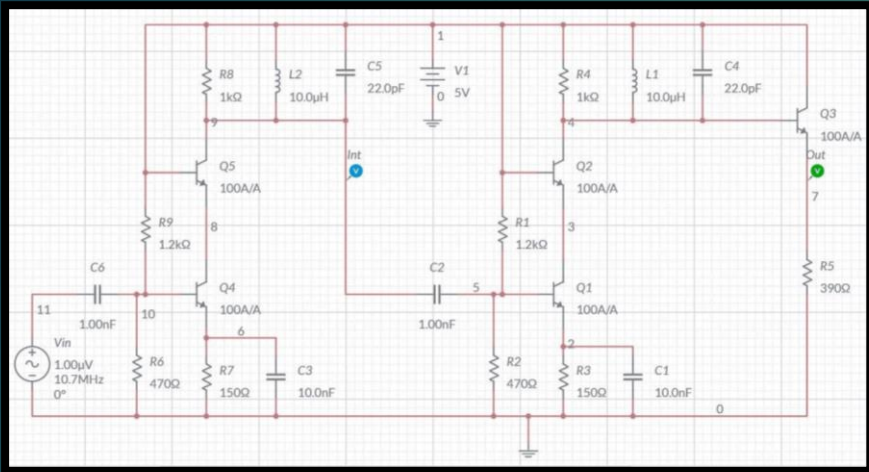 1
R8
1kΩ
L2
10.0µH
C5
22.0pF
V1
0 5V
R4
1kΩ
L1
10.0µH
C4
22.0pF
Q3
100A/A
9
4
Int
Out
Q5
100A/A
Q2
100A/A
7
R9
1.2kΩ
8
R1
1.2kΩ
3
C6
1.00nF
Q4
100A/A
C2
1.00nF
5
Q1
100A/A
R5
390Ω
11
10
6
2
Vin
1.00µV
10.7MHz
0°
R6
470Ω
R7
150Ω
C3
10.0nF
R2
470Ω
R3
150Ω
C1
10.0nF
0